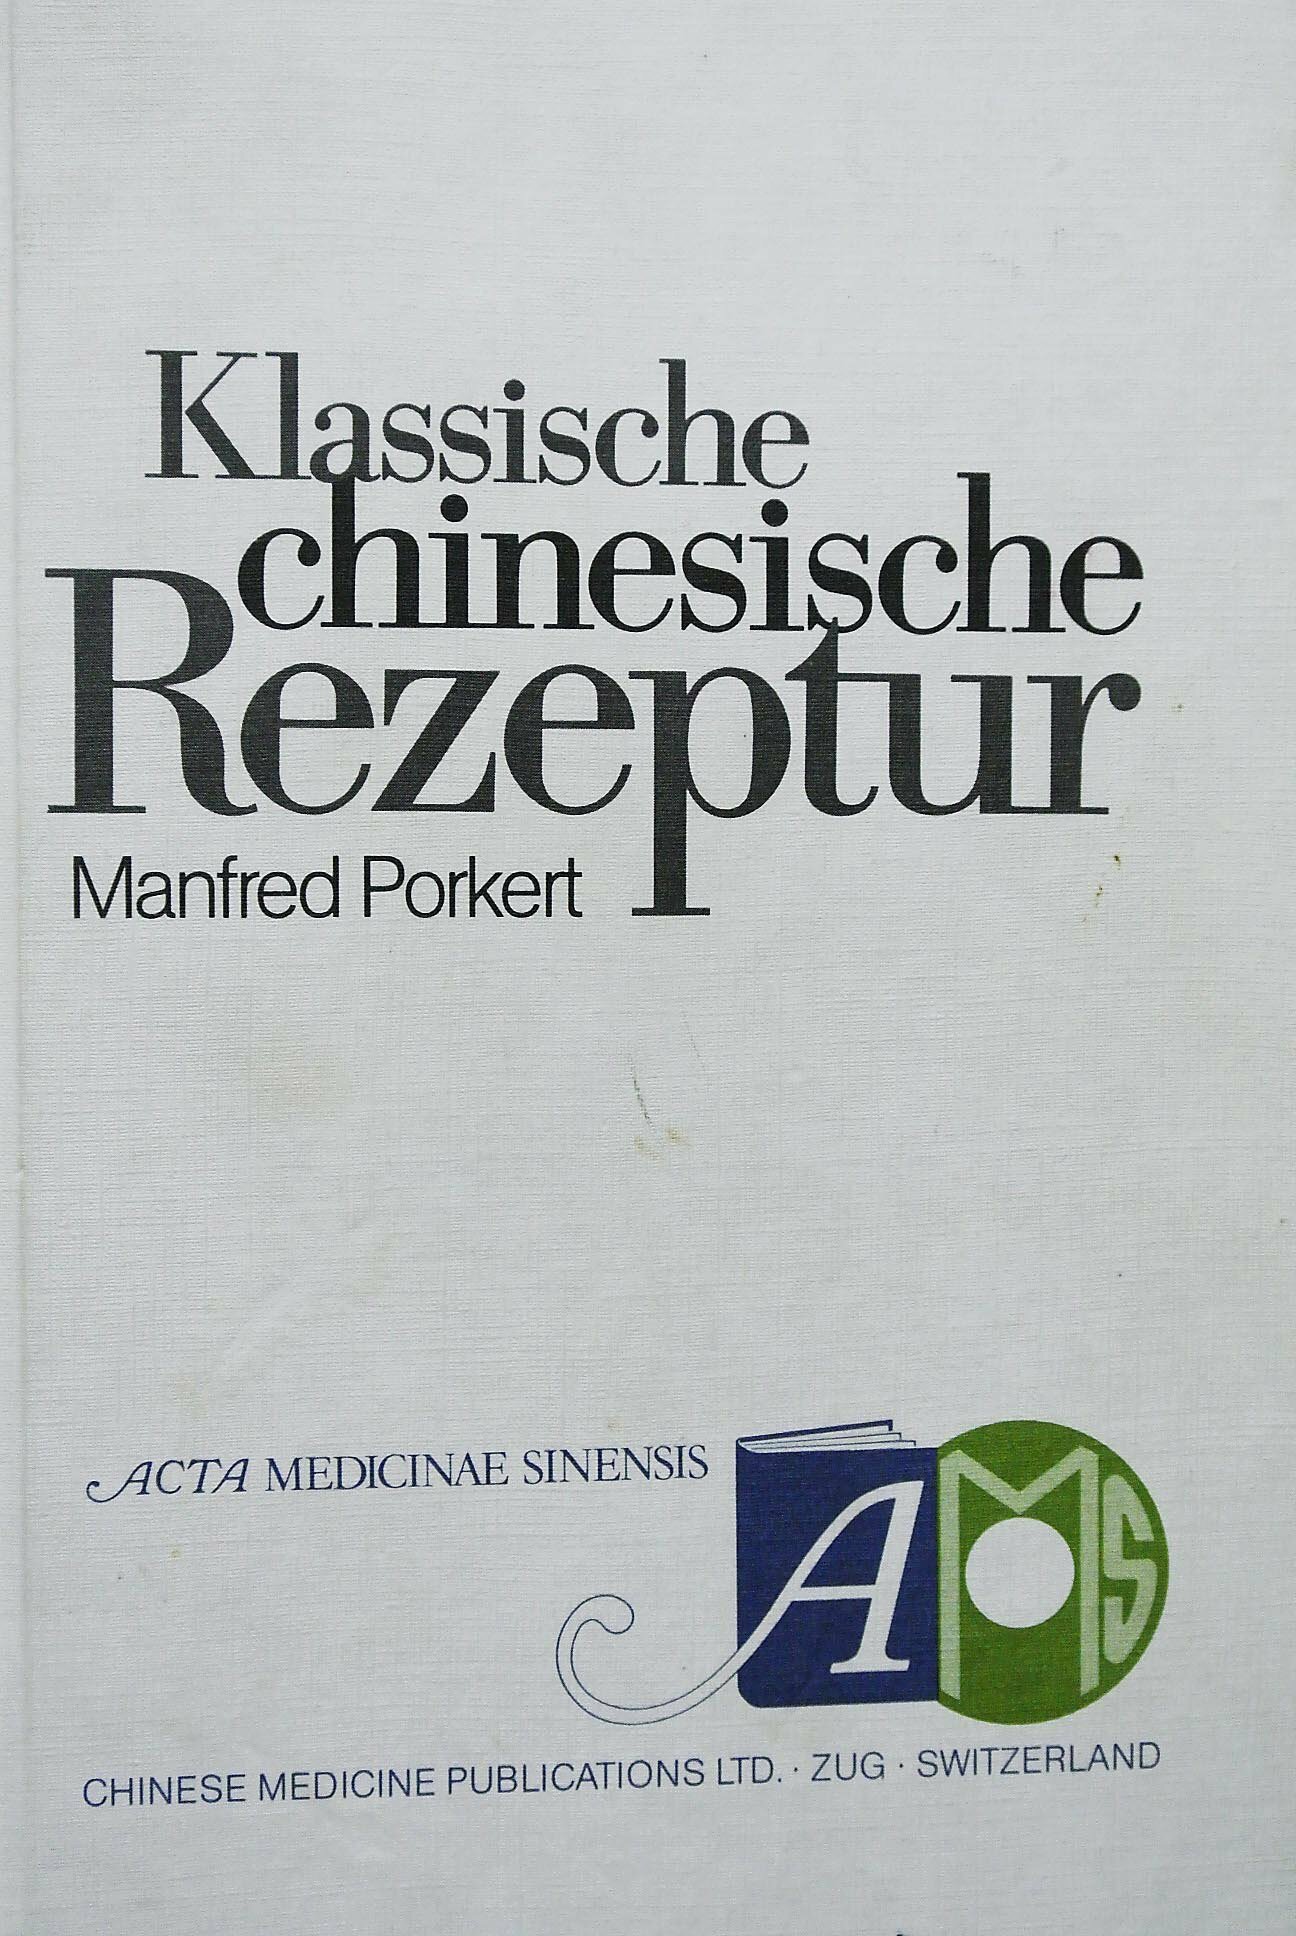 Klassische
chinesische
Rezeptur
Manfred Porkert
ACTA MEDICINAE SINENSIS
AMS
CHINESE MEDICINE PUBLICATIONS LTD. · ZUG · SWITZERLAND